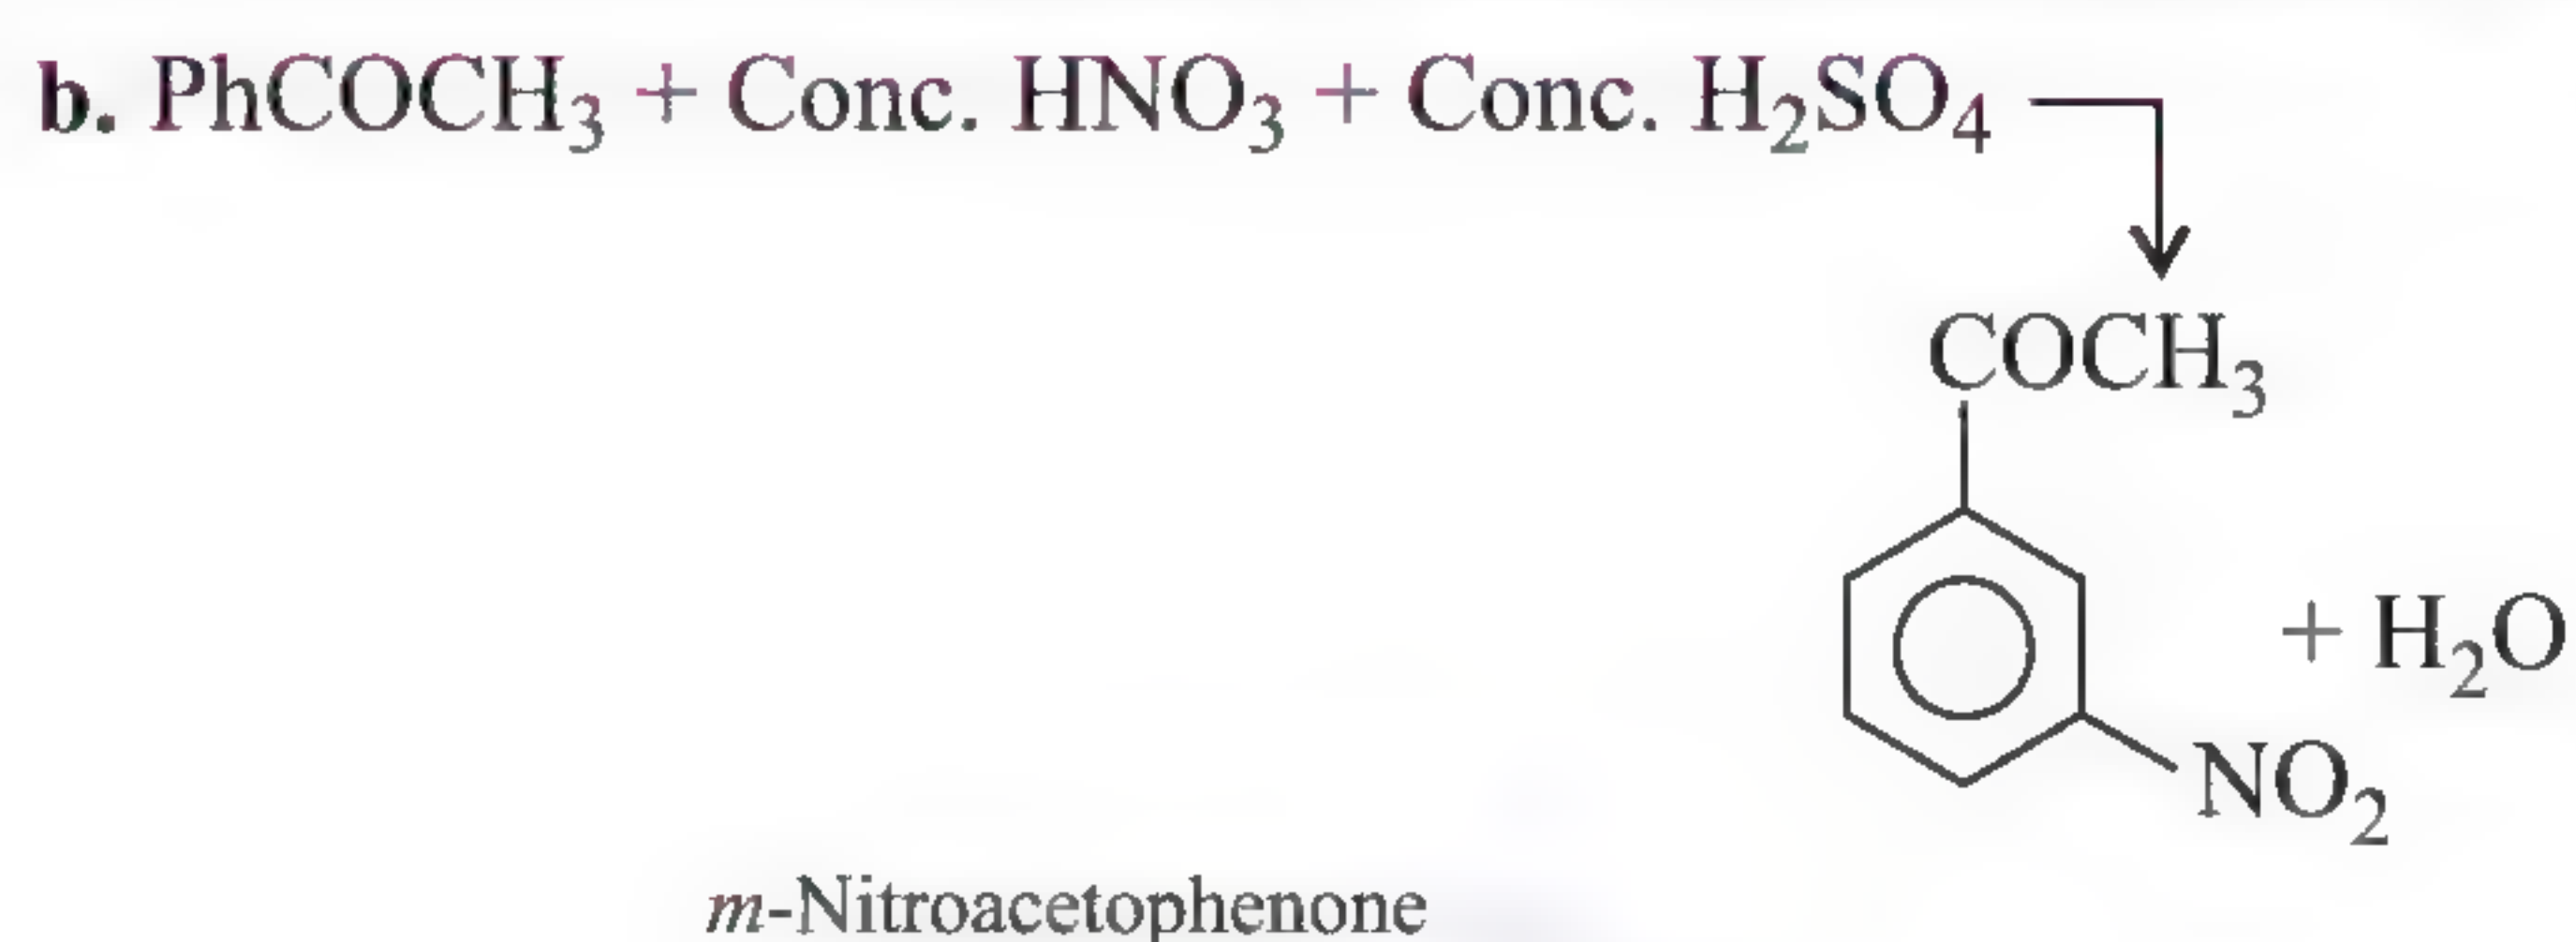 b. PhCOCH₃ + Conc. HNO₃ + Conc. H₂SO₄
COCH₃
+ H₂O
NO₂
m-Nitroacetophenone